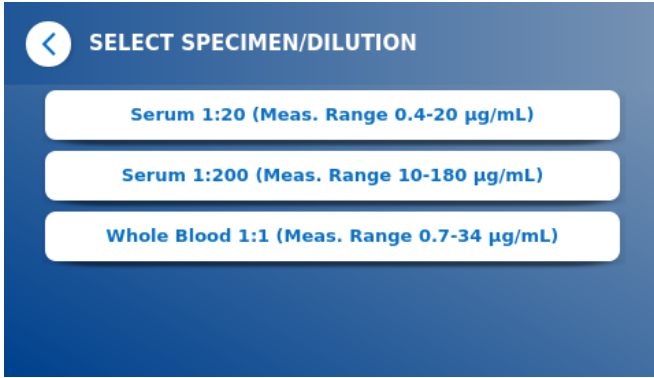 SELECT SPECIMEN/DILUTION
Serum 1:20 (Meas. Range 0.4-20 µg/mL)
Serum 1:200 (Meas. Range 10-180 µg/mL)
Whole Blood 1:1 (Meas. Range 0.7-34 µg/mL)